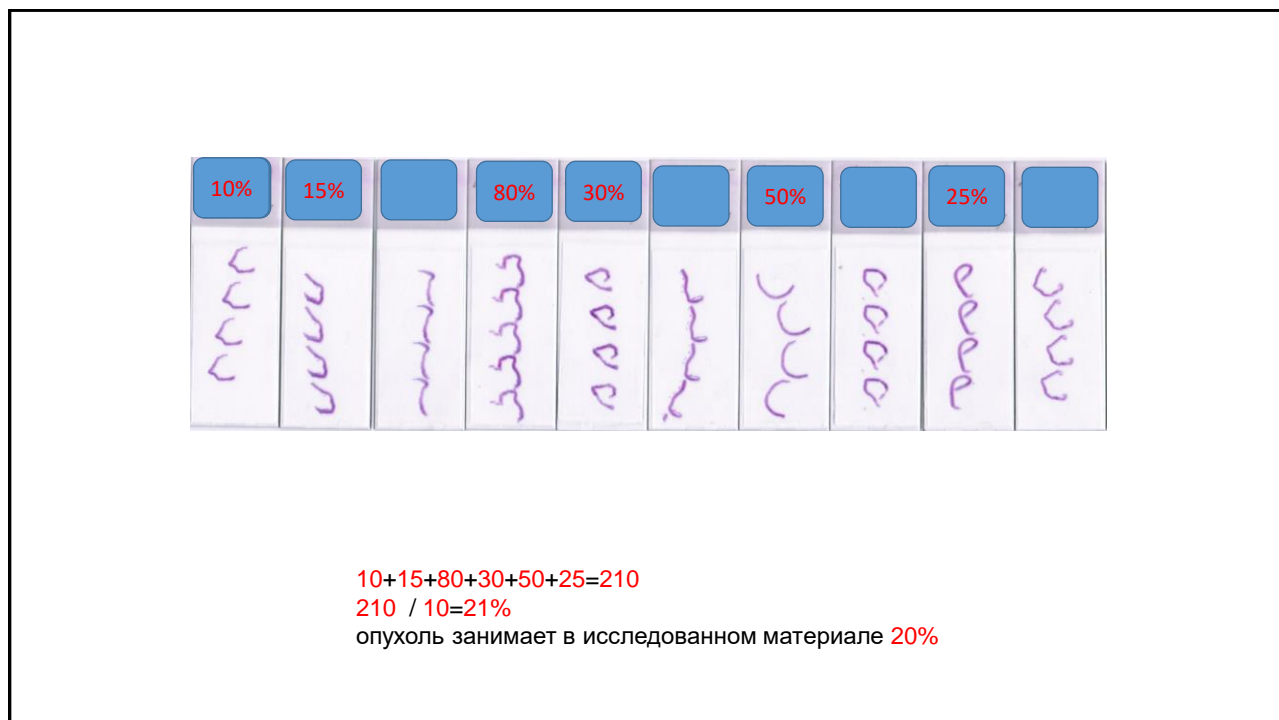 10% 15% 80% 30% 50% 25%
10+15+80+30+50+25=210
210 / 10=21%
опухоль занимает в исследованном материале 20%